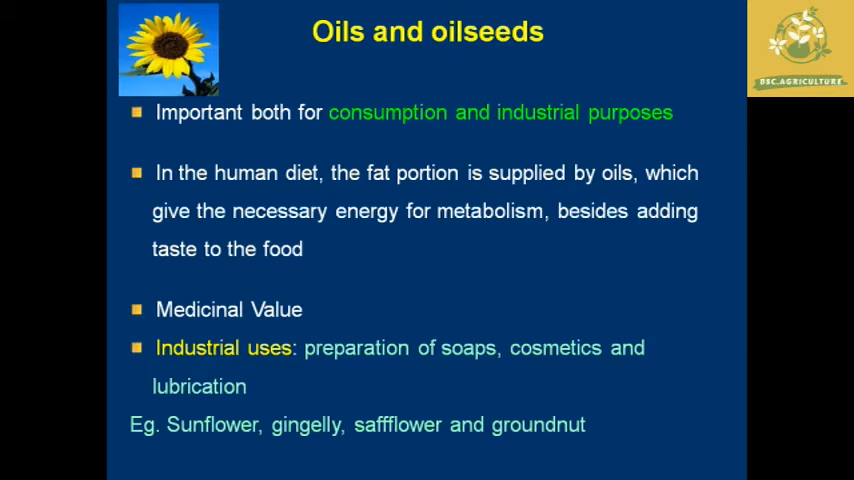 Oils and oilseeds
BSC.AGRICULTURE
Important both for consumption and industrial purposes
In the human diet, the fat portion is supplied by oils, which
give the necessary energy for metabolism, besides adding
taste to the food
Medicinal Value
Industrial uses: preparation of soaps, cosmetics and
lubrication
Eg. Sunflower, gingelly, saffflower and groundnut